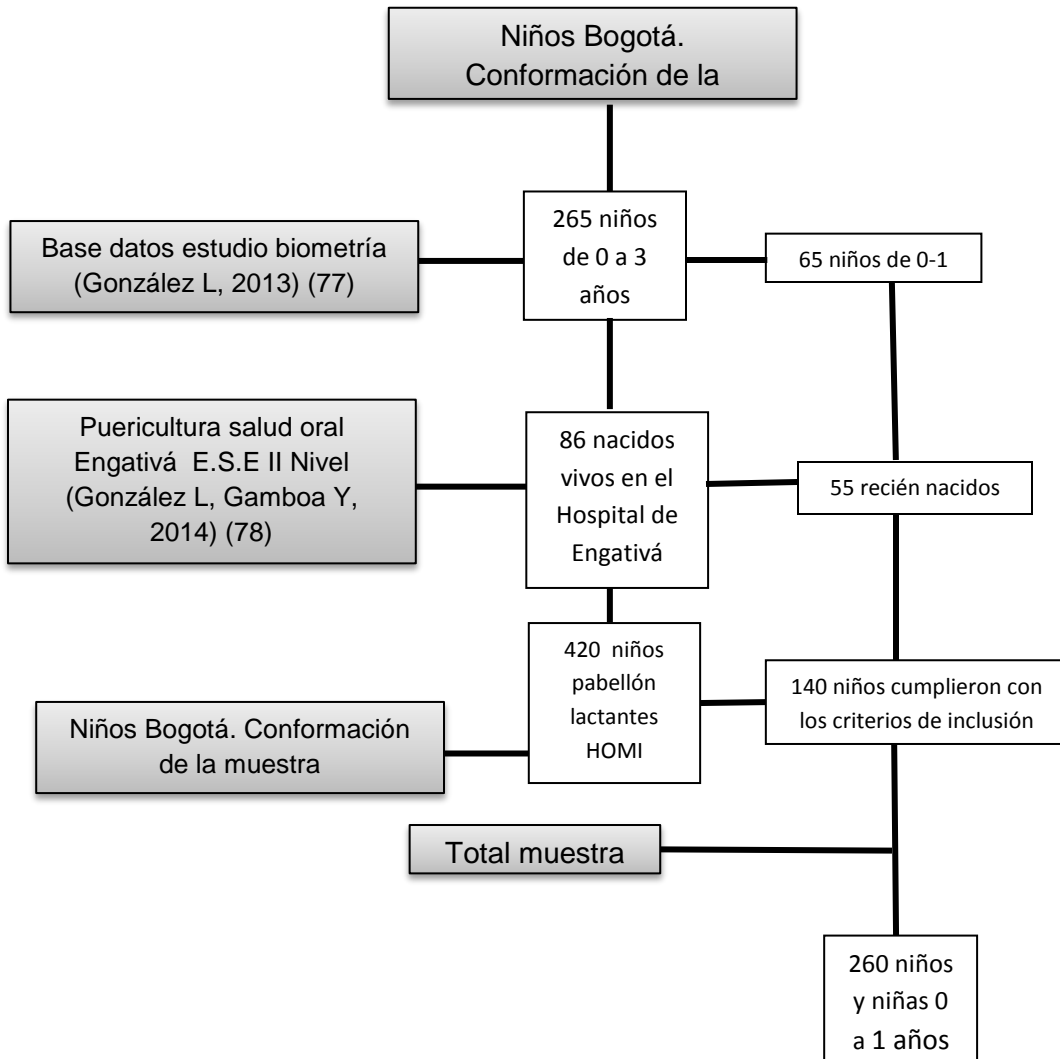 Niños Bogotá.
Conformación de la
Base datos estudio biometría
(González L, 2013) (77)
265 niños
de 0 a 3
años
65 niños de 0-1
Puericultura salud oral
Engativá E.S.E II Nivel
(González L, Gamboa Y,
2014) (78)
86 nacidos
vivos en el
Hospital de
Engativá
55 recién nacidos
Niños Bogotá. Conformación
de la muestra
420 niños
pabellón
lactantes
HOMI
140 niños cumplieron con
los criterios de inclusión
Total muestra
260 niños
y niñas 0
a 1 años